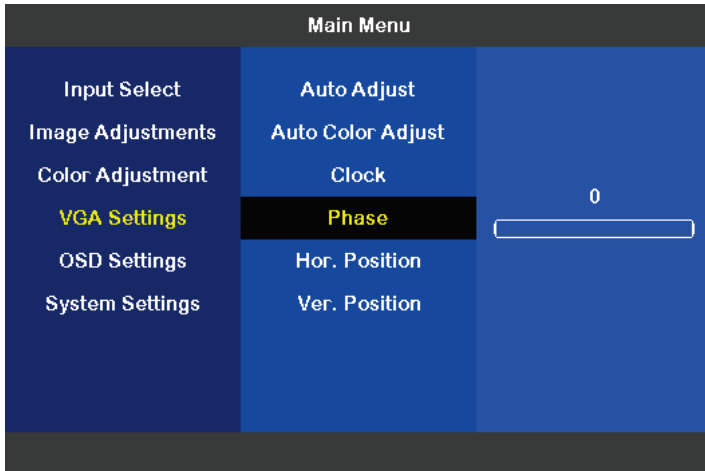 Main Menu
Input Select
Image Adjustments
Color Adjustment
VGA Settings
OSD Settings
System Settings
Auto Adjust
Auto Color Adjust
Clock
Phase
Hor. Position
Ver. Position
0